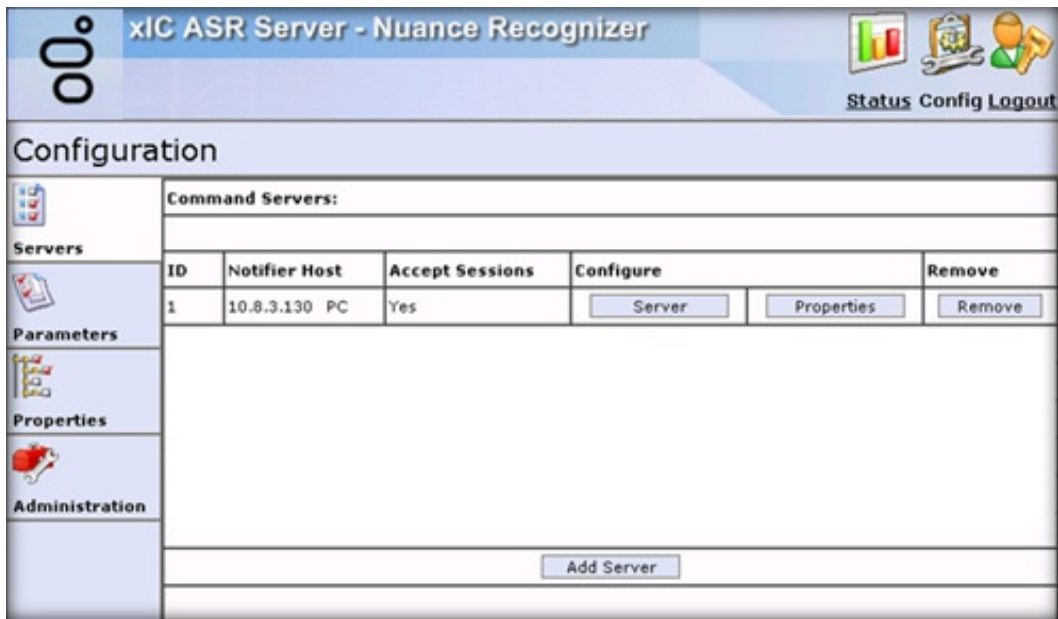 xIC ASR Server - Nuance Recognizer
Status Config Logout
Configuration
Servers
Parameters
Properties
Administration
Command Servers:
ID Notifier Host Accept Sessions Configure Remove
1 10.8.3.130 PC Yes Server Properties Remove
Add Server